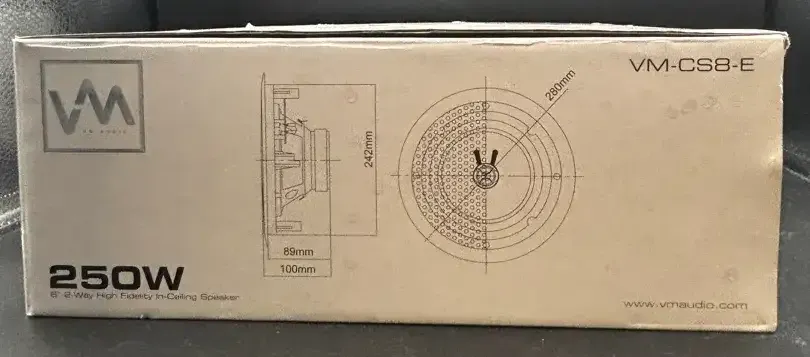 VM
VM AUDIO
VM-CS8-E
280mm
242mm
89mm
100mm
250W
8" 2-Way High Fidelity In-Ceiling Speaker
www.vmaudio.com